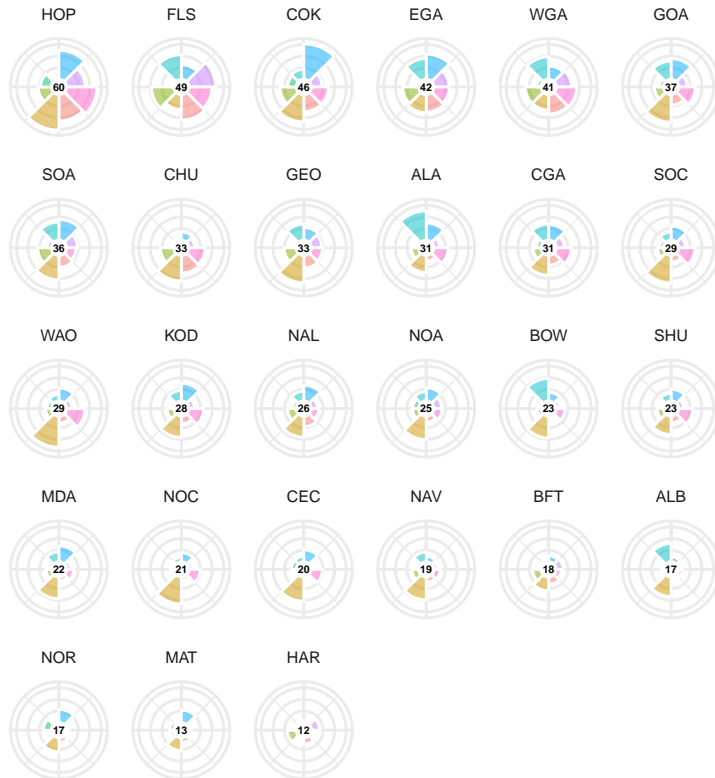 HOP FLS COK EGA WGA GOA
60 49 46 42 41 37
SOA CHU GEO ALA CGA SOC
36 33 33 31 31 29
WAO KOD NAL NOA BOW SHU
29 28 26 25 23 23
MDA NOC CEC NAV BFT ALB
22 21 20 19 18 17
NOR MAT HAR
17 13 12